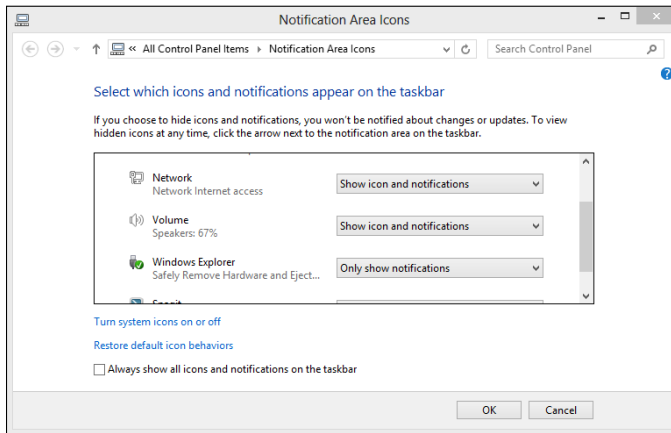 Notification Area Icons
« All Control Panel Items › Notification Area Icons
Search Control Panel
Select which icons and notifications appear on the taskbar
If you choose to hide icons and notifications, you won't be notified about changes or updates. To view
hidden icons at any time, click the arrow next to the notification area on the taskbar.
Network
Network Internet access
Show icon and notifications
Volume
Speakers: 67%
Show icon and notifications
Windows Explorer
Safely Remove Hardware and Eject...
Only show notifications
Turn system icons on or off
Restore default icon behaviors
Always show all icons and notifications on the taskbar
OK
Cancel